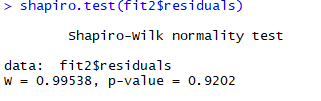 > shapiro.test(fit2$residuals)
Shapiro-Wilk normality test
data:  fit2$residuals
W = 0.99538, p-value = 0.9202